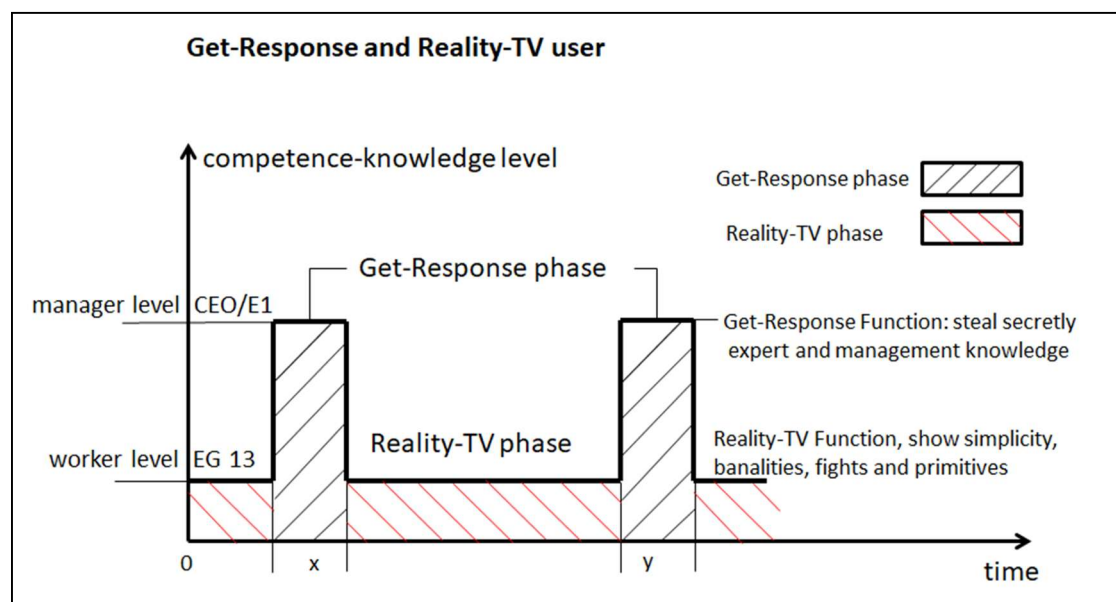 Get-Response and Reality-TV user
competence-knowledge level
Get-Response phase
Reality-TV phase
Get-Response phase
manager level CEO/E1
Get-Response Function: steal secretly
expert and management knowledge
Reality-TV phase
worker level EG 13
Reality-TV Function, show simplicity,
banalities, fights and primitives
0 x y
time